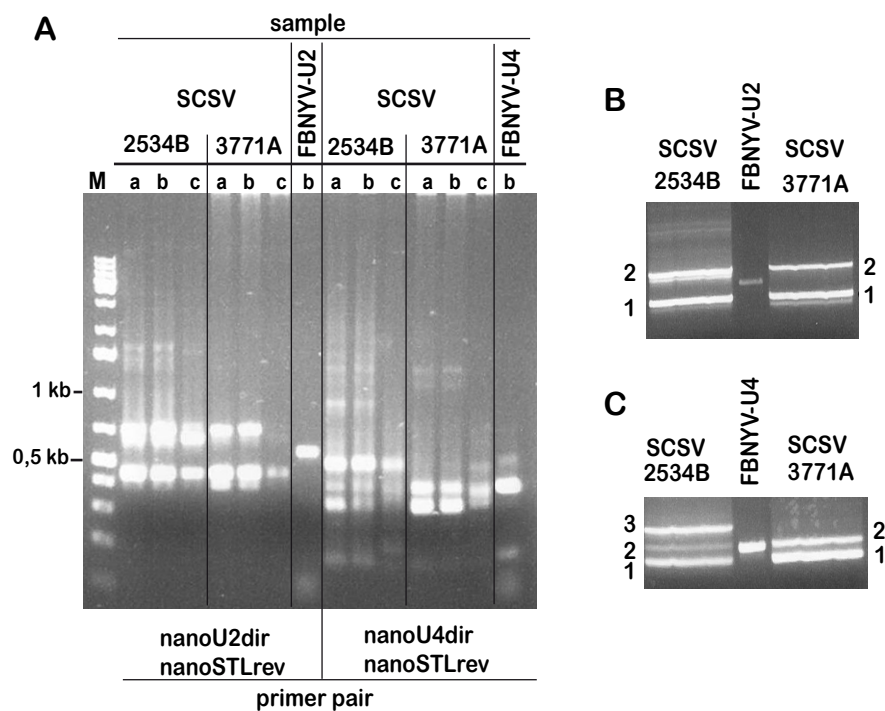 A
sample
SCSV
FBNYV-U2
SCSV
FBNYV-U4
2534B
3771A
2534B
3771A
M
a b c a b c b a b c a b c b
1 kb
0,5 kb
nanoU2dir
nanoSTLrev
nanoU4dir
nanoSTLrev
primer pair
B
SCSV
2534B
FBNYV-U2
SCSV
3771A
2
1
2
1
C
SCSV
2534B
FBNYV-U4
SCSV
3771A
3
2
1
2
1